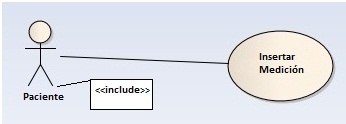 Insertar
Medición
<<include>>
Paciente